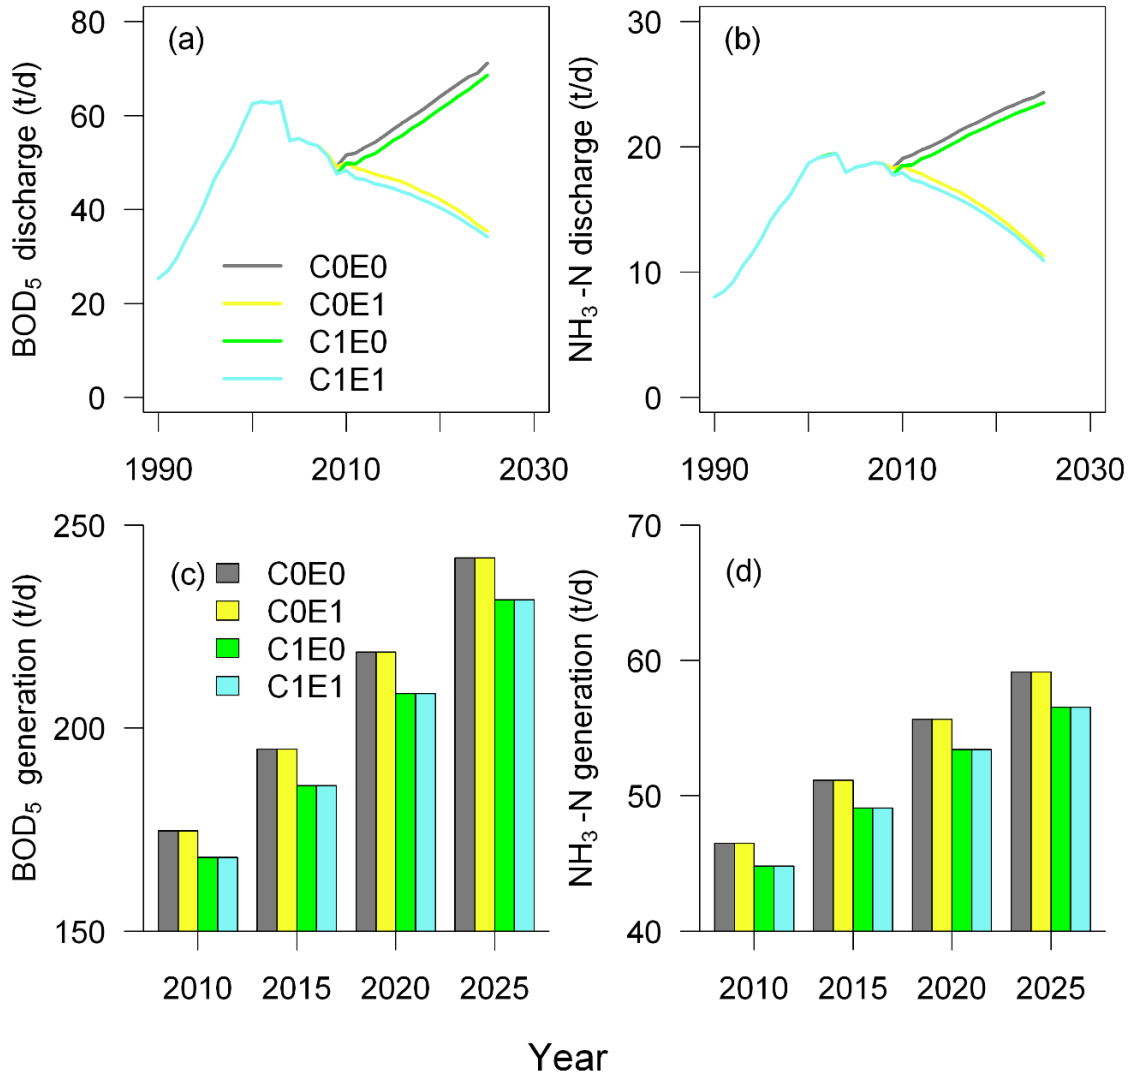 (a)
BOD5 discharge (t/d)
80
60
40
20
0
C0E0
C0E1
C1E0
C1E1
1990
2010
2030
(b)
NH3 -N discharge (t/d)
30
20
10
0
1990
2010
2030
(c)
BOD5 generation (t/d)
250
200
150
C0E0
C0E1
C1E0
C1E1
2010
2015
2020
2025
(d)
NH3 -N generation (t/d)
70
60
50
40
2010
2015
2020
2025
Year